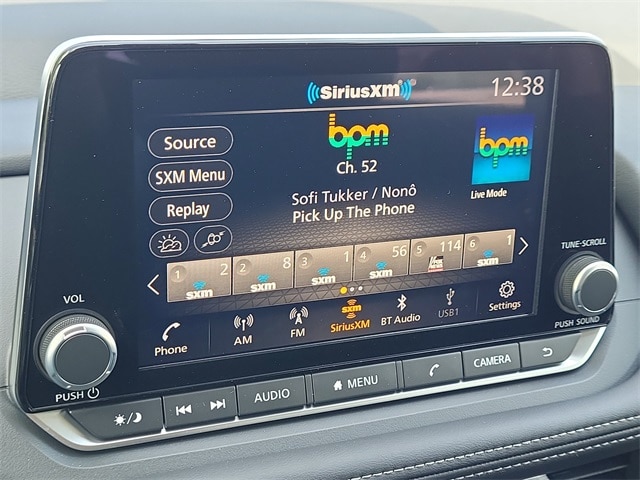 SiriusXM 12:38
bpm
bpm
Ch. 52
Live Mode
Source
SXM Menu
Replay
Sofi Tukker / Nonô
Pick Up The Phone
1 2 sxm
2 8 sxm
3 1 sxm
4 56 sxm
5 114
6 1 sxm
Phone
AM
FM
sxm
SiriusXM
BT Audio
USB1
Settings
VOL
PUSH
TUNE·SCROLL
PUSH SOUND
AUDIO
MENU
CAMERA